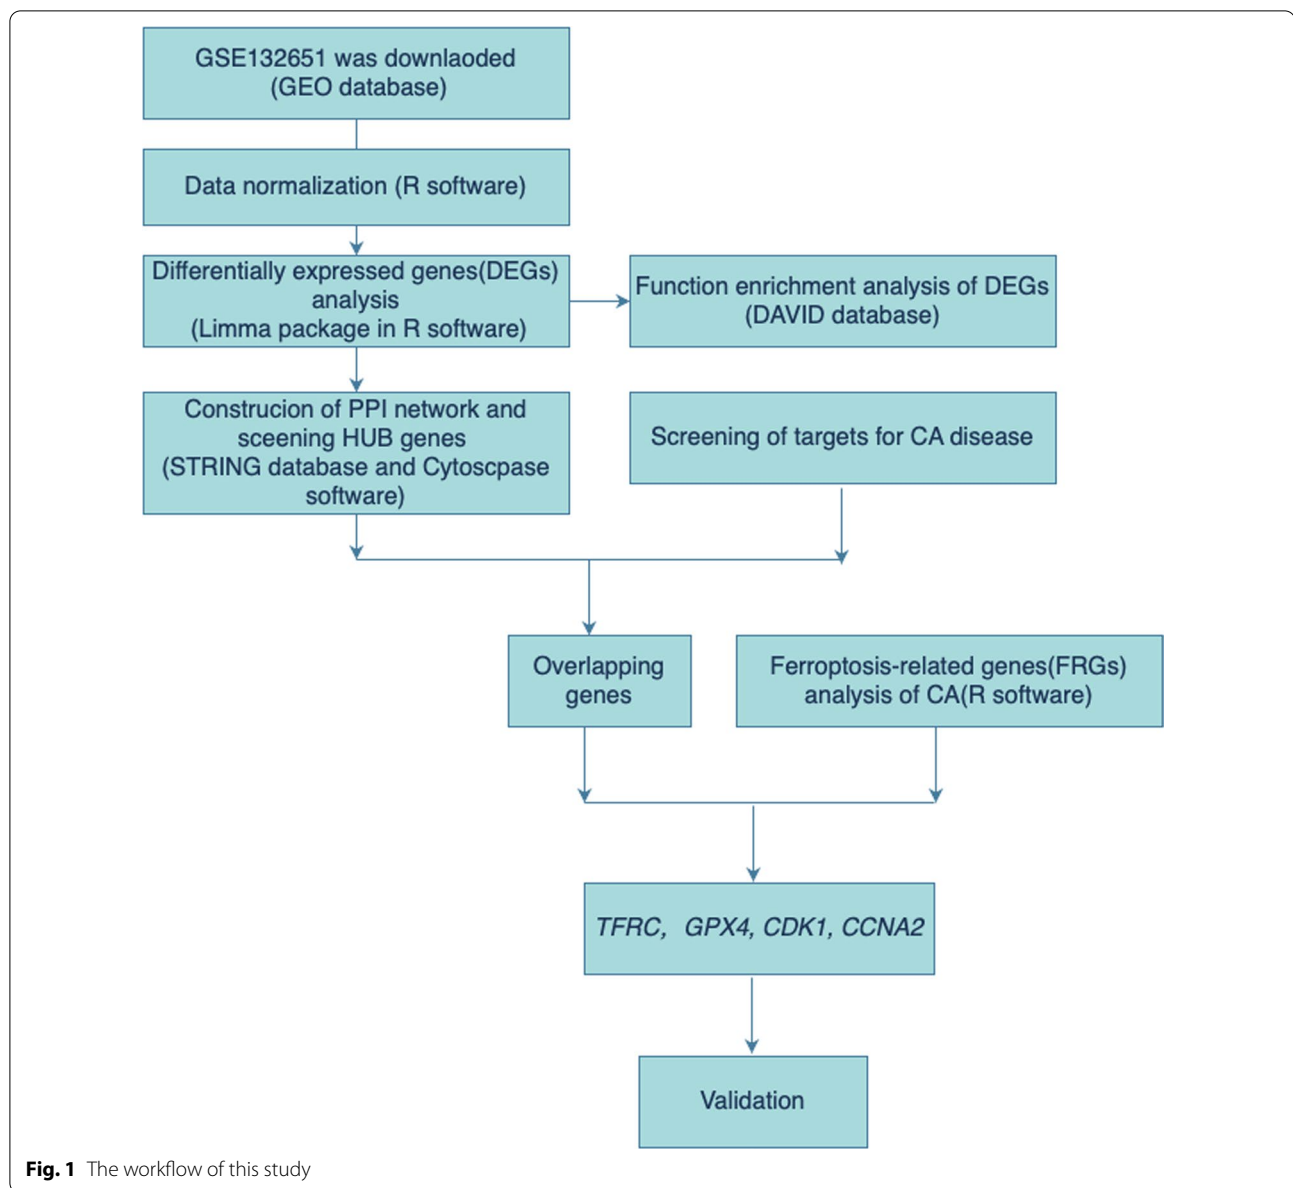 GSE132651 was downlaoded
(GEO database)
Data normalization (R software)
Differentially expressed genes(DEGs)
analysis
(Limma package in R software)
Function enrichment analysis of DEGs
(DAVID database)
Construcion of PPI network and
sceening HUB genes
(STRING database and Cytoscpase
software)
Screening of targets for CA disease
Overlapping
genes
Ferroptosis-related genes(FRGs)
analysis of CA(R software)
TFRC, GPX4, CDK1, CCNA2
Validation
Fig. 1 The workflow of this study